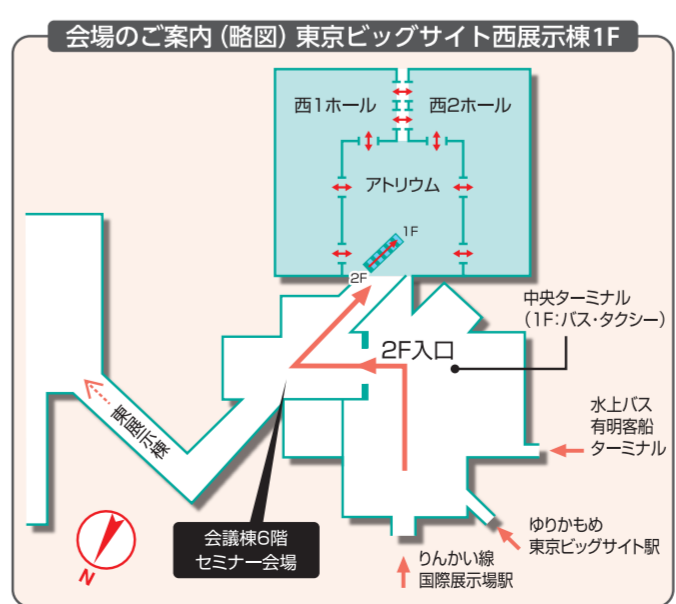 会場のご案内（略図）東京ビッグサイト西展示棟1F
西1ホール
西2ホール
アトリウム
1F
2F
中央ターミナル
（1F：バス・タクシー）
2F入口
水上バス
有明客船
ターミナル
東展示棟
会議棟6階
セミナー会場
ゆりかもめ
東京ビッグサイト駅
りんかい線
国際展示場駅
N